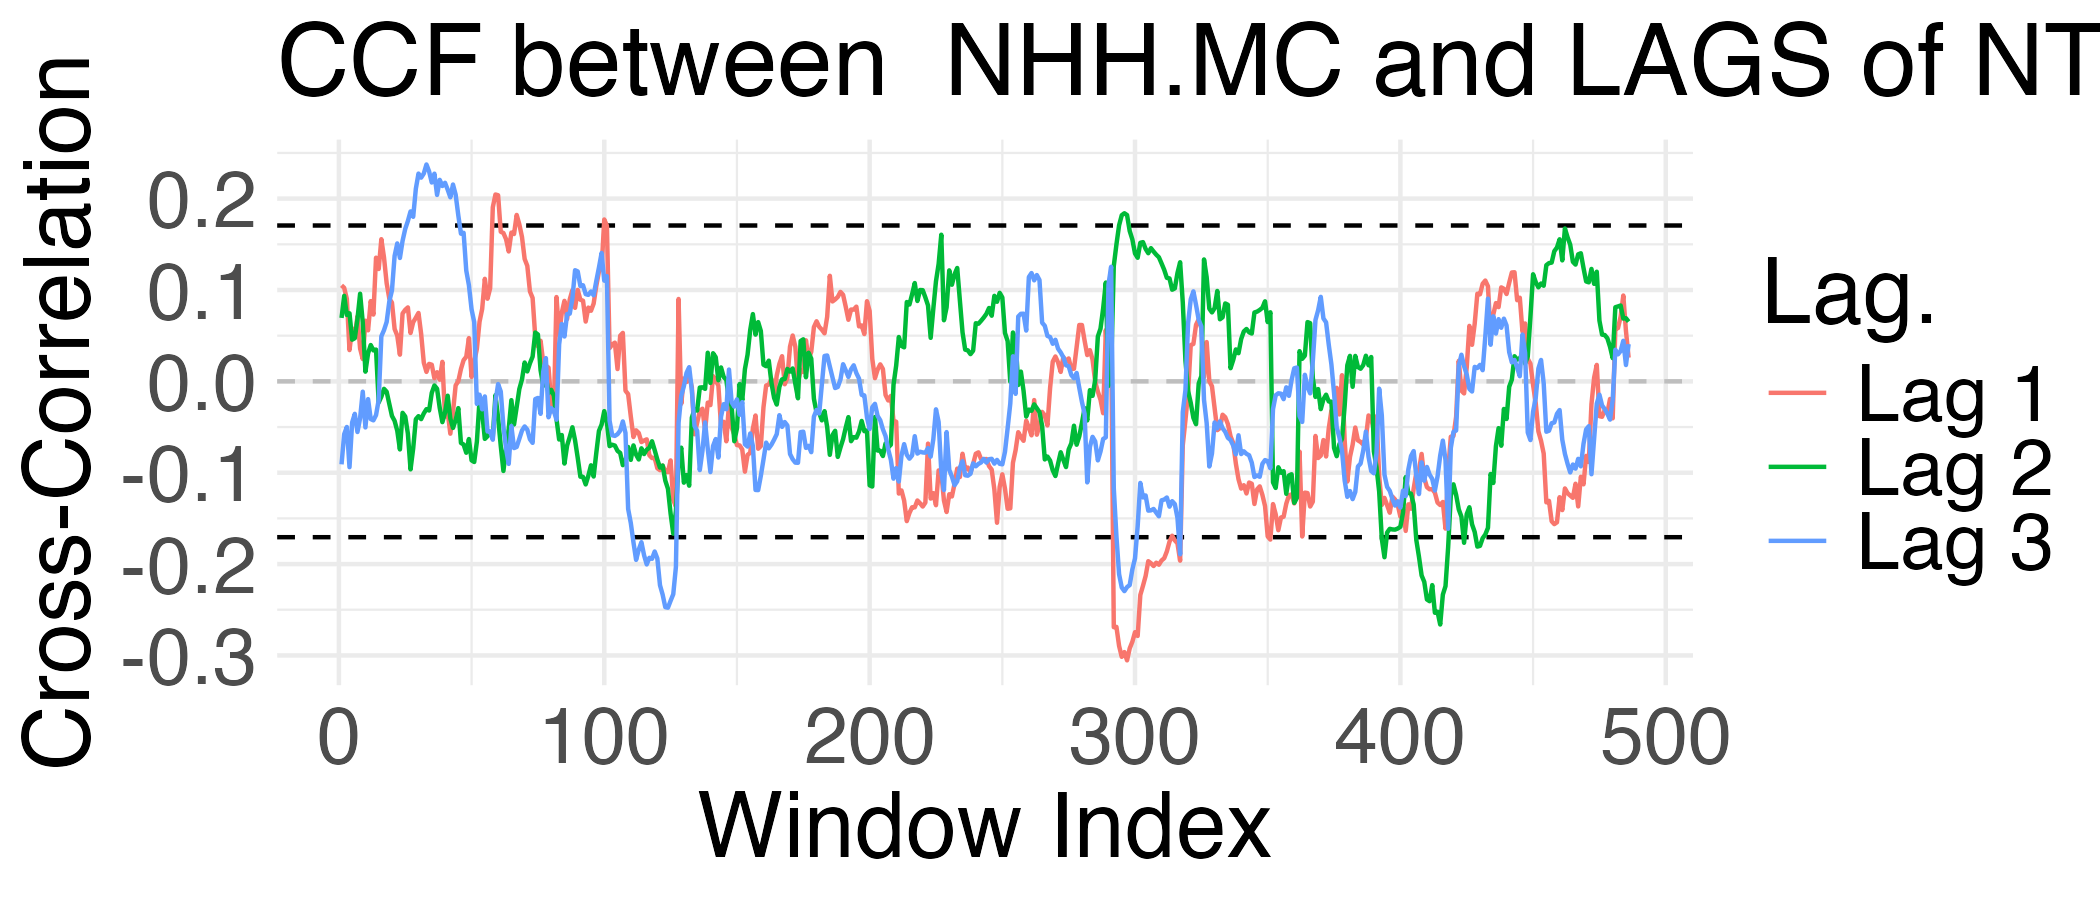 CCF between NHH.MC and LAGS of NT
Cross-Correlation
0.2
0.1
0.0
-0.1
-0.2
-0.3
0 100 200 300 400 500
Window Index
Lag.
Lag 1
Lag 2
Lag 3